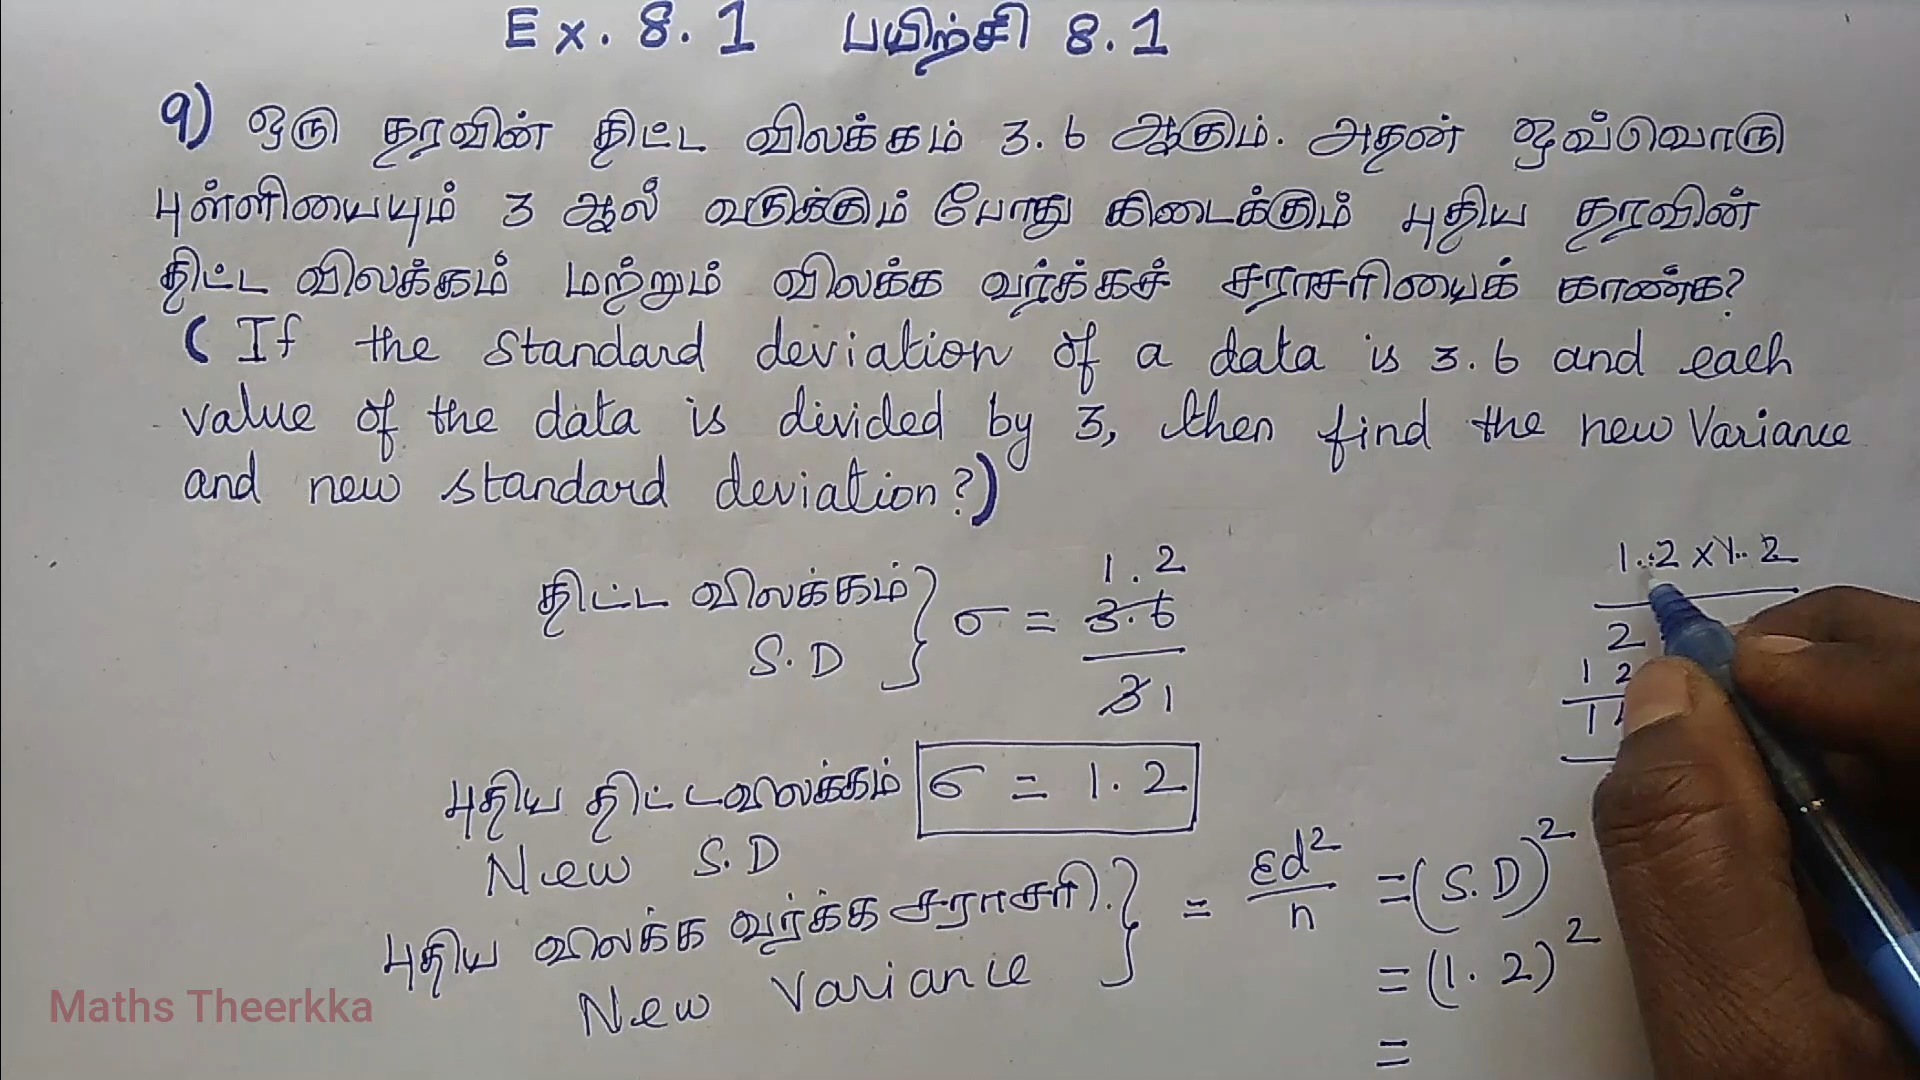 Ex. 8.1 பயிற்சி 8.1
9) ஒரு தரவின் திட்ட விலக்கம் 3.6 ஆகும். அதன் ஒவ்வொரு
புள்ளியையும் 3 ஆல் வகுக்கும் போது கிடைக்கும் புதிய தரவின்
திட்ட விலக்கம் மற்றும் விலக்க வர்க்கச் சராசரியைக் காண்க?
(If the standard deviation of a data is 3.6 and each
value of the data is divided by 3, then find the new Variance
and new standard deviation?)
1.2×1.2
2
12
1
திட்ட விலக்கம் } σ = 3.6 1.2
S.D
3 1
புதிய திட்டவிலக்கம் σ = 1.2
New S.D
புதிய விலக்க வர்க்க சராசரி } = Σd²/n = (S.D)²
New Variance = (1.2)²
=
Maths Theerkka